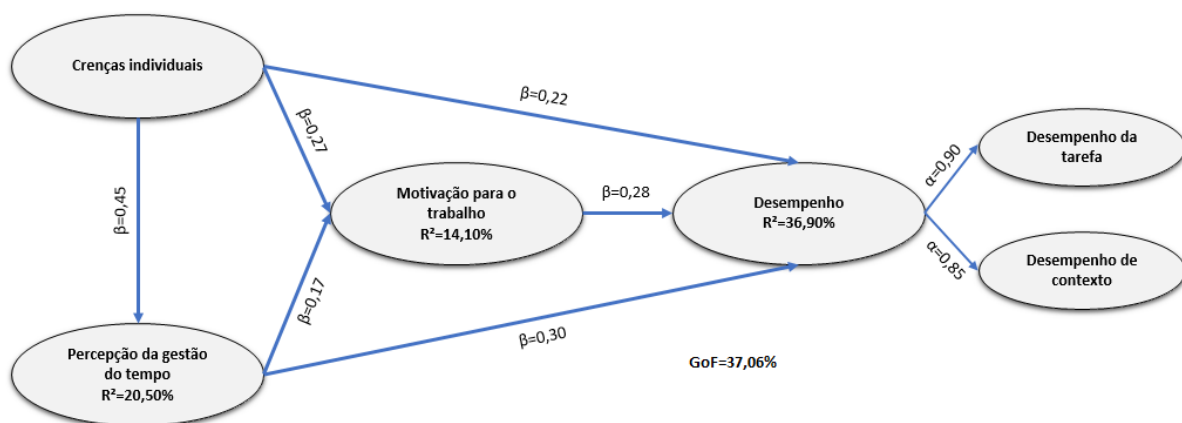 Crenças individuais
β=0,22
β=0,27
β=0,45
Motivação para o
trabalho
R²=14,10%
β=0,28
Desempenho
R²=36,90%
α=0,90
Desempenho da
tarefa
α=0,85
Desempenho de
contexto
β=0,17
β=0,30
Percepção da gestão
do tempo
R²=20,50%
GoF=37,06%